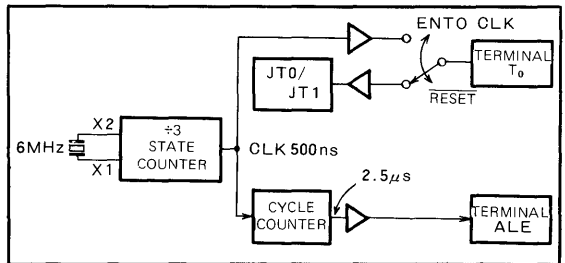 ENTO CLK
JT0/
JT1
TERMINAL
T₀
RESET
6MHz
X2
X1
÷3
STATE
COUNTER
CLK 500ns
2.5μs
CYCLE
COUNTER
TERMINAL
ALE